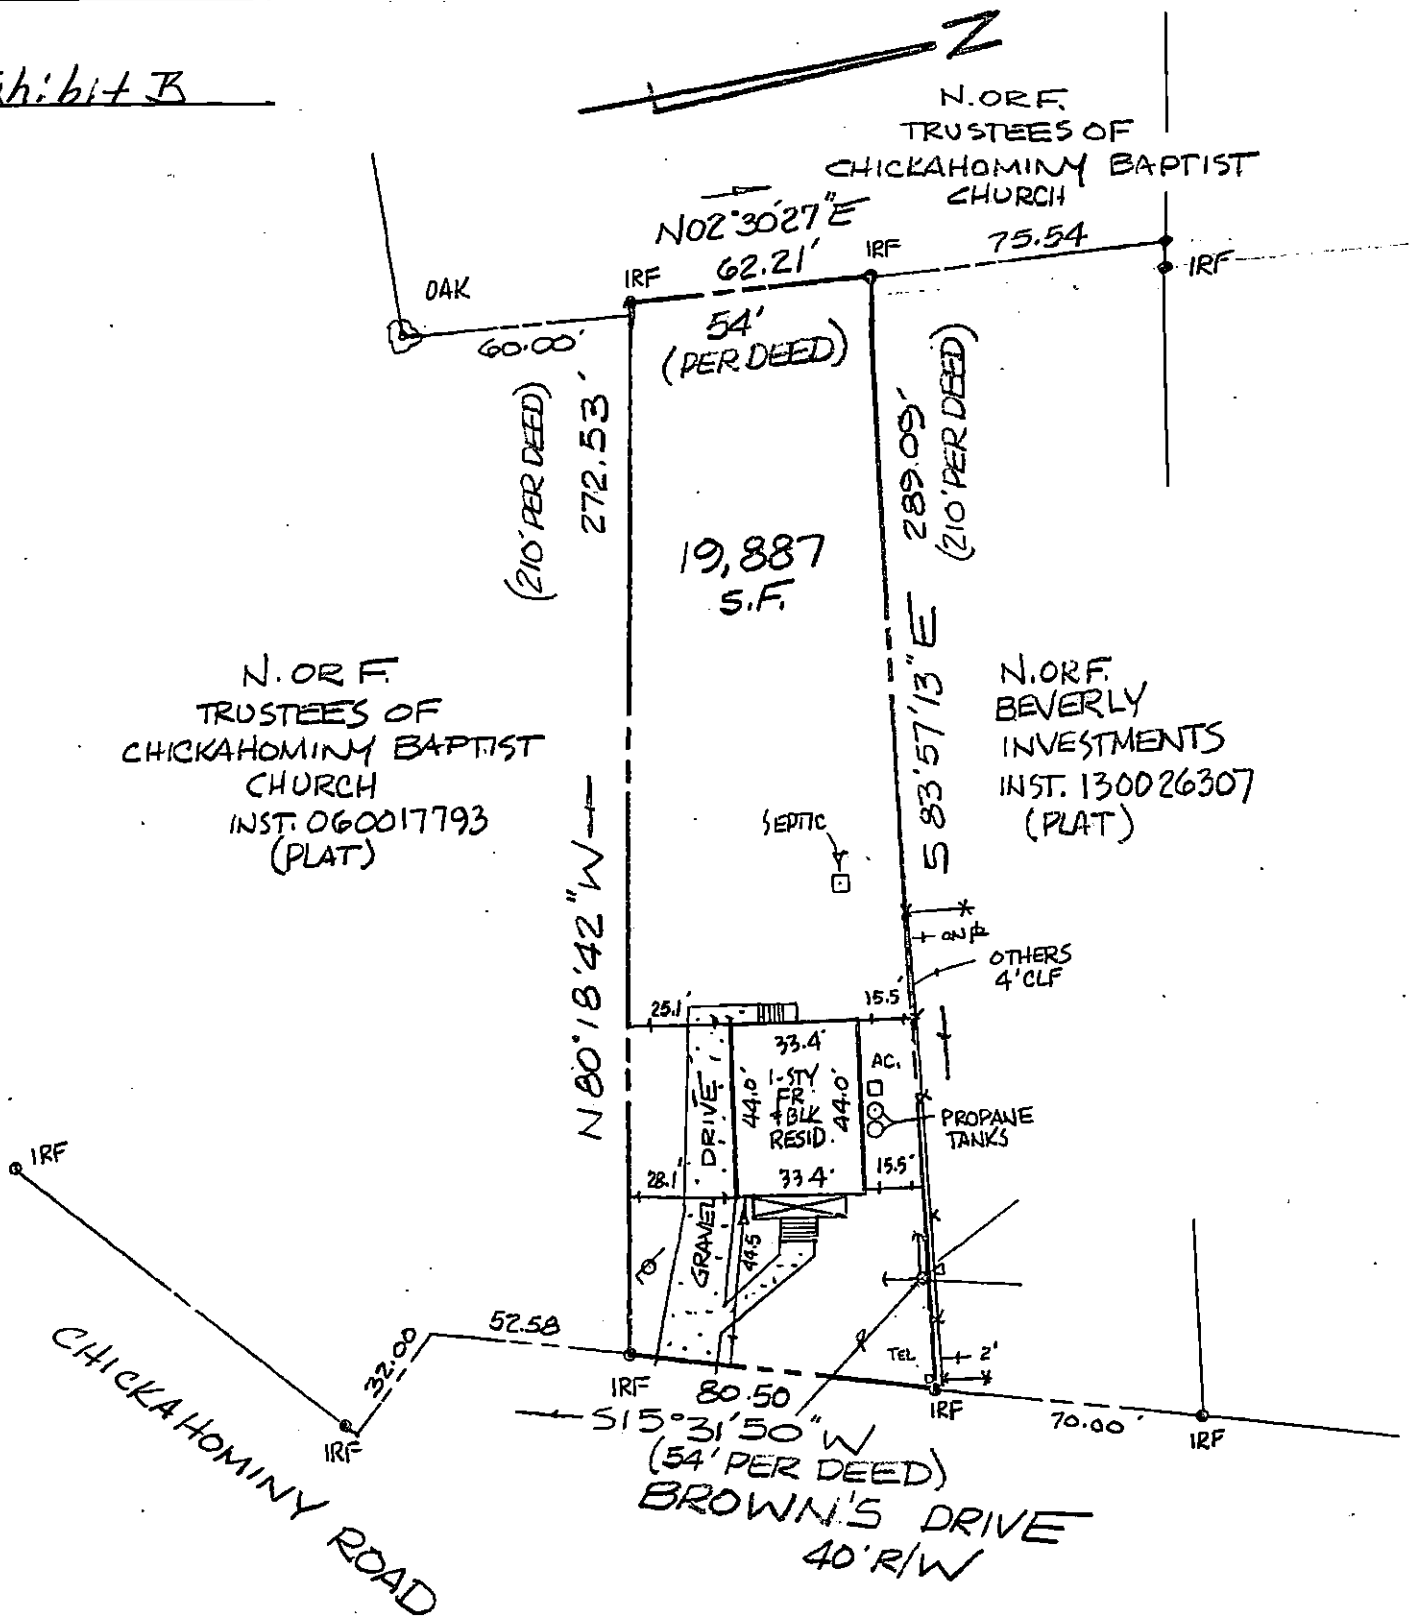 hibit B
Z
N. OR F.
TRUSTEES OF
CHICKAHOMINY BAPTIST
CHURCH
N02°30'27"E
62.21'
75.54
IRF
IRF
IRF
OAK
60.00'
54'
(PER DEED)
(210' PER DEED)
272.53'
289.09'
(210' PER DEED)
19,887
S.F.
N. OR F.
TRUSTEES OF
CHICKAHOMINY BAPTIST
CHURCH
INST. 060017793
(PLAT)
N 80°18'42"W
S 83°57'13"E
N. OR F.
BEVERLY
INVESTMENTS
INST. 130026307
(PLAT)
SEPTIC
ON
OTHERS
4' CLF
25.1'
15.5'
33.4'
1-STY
FR.
+BLK
RESID.
44.0'
44.0'
33.4'
AC.
PROPANE
TANKS
28.1'
15.5'
GRAVEL DRIVE
44.5
IRF
52.58
32.00
IRF
CHICKAHOMINY ROAD
TEL
2'
IRF
80.50
IRF
70.00'
IRF
S15°31'50"W
(54' PER DEED)
BROWN'S DRIVE
40' R/W